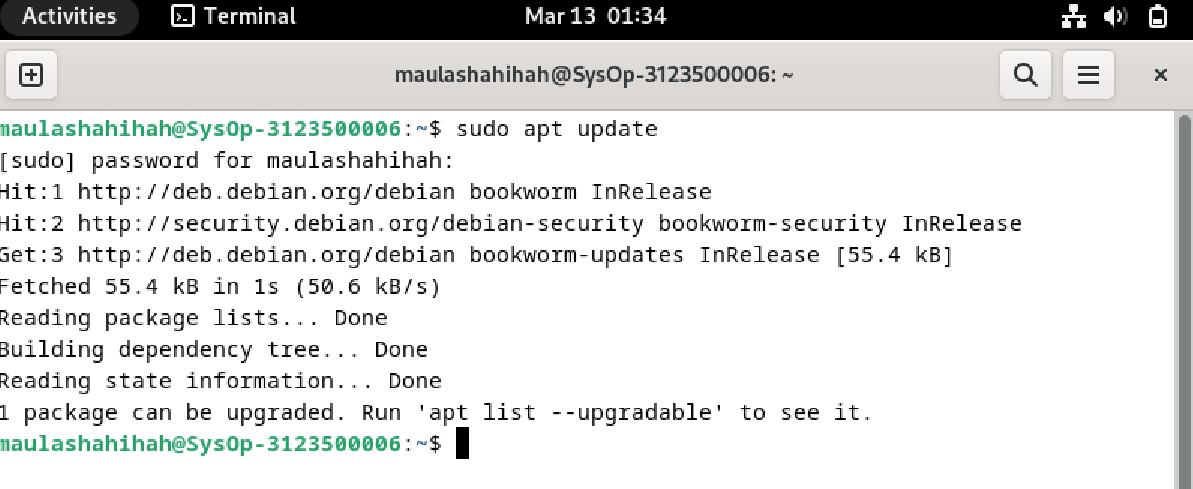 Activities Terminal Mar 13 01:34
maulashahihah@SysOp-3123500006: ~
maulashahihah@SysOp-3123500006:~$ sudo apt update
[sudo] password for maulashahihah:
Hit:1 http://deb.debian.org/debian bookworm InRelease
Hit:2 http://security.debian.org/debian-security bookworm-security InRelease
Get:3 http://deb.debian.org/debian bookworm-updates InRelease [55.4 kB]
Fetched 55.4 kB in 1s (50.6 kB/s)
Reading package lists... Done
Building dependency tree... Done
Reading state information... Done
1 package can be upgraded. Run 'apt list --upgradable' to see it.
maulashahihah@SysOp-3123500006:~$